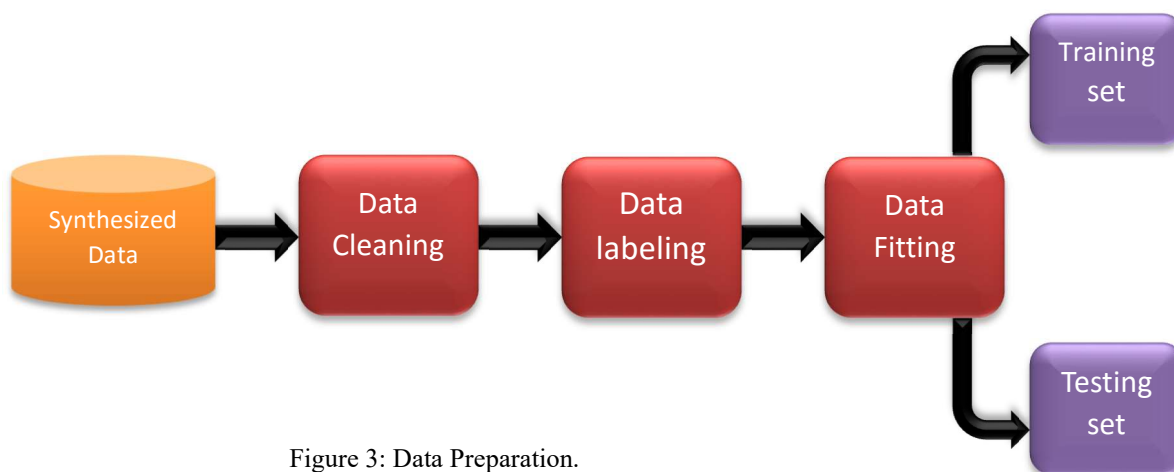 Synthesized
Data
Data
Cleaning
Data
labeling
Data
Fitting
Training
set
Testing
set
Figure 3: Data Preparation.